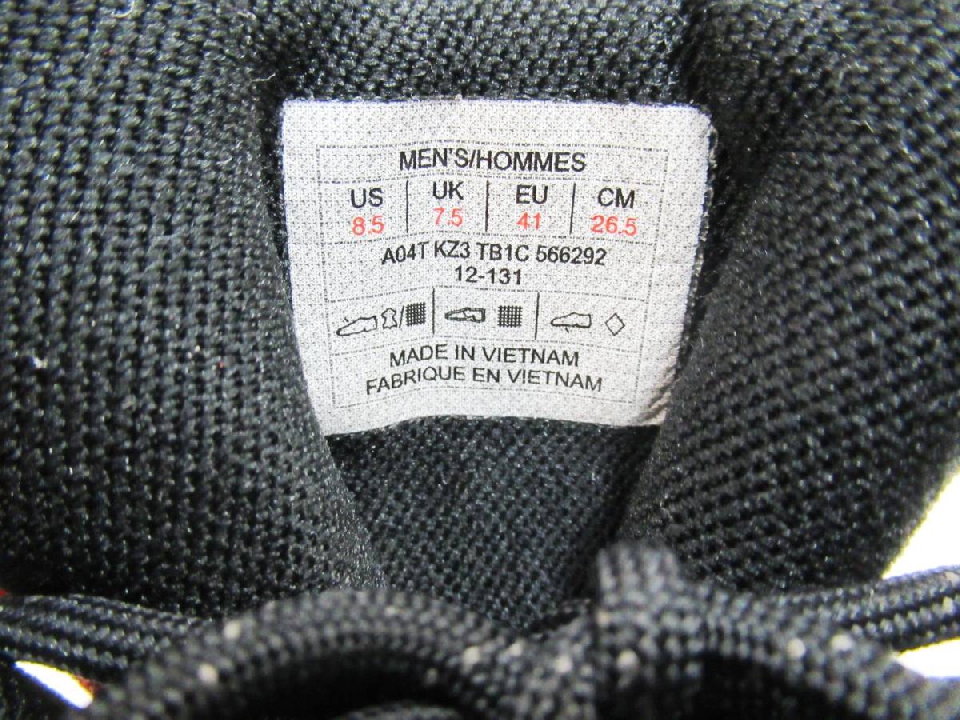 MEN'S/HOMMES
US | UK | EU | CM
8.5 | 7.5 | 41 | 26.5
A04T KZ3 TB1C 566292
12-131
MADE IN VIETNAM
FABRIQUE EN VIETNAM